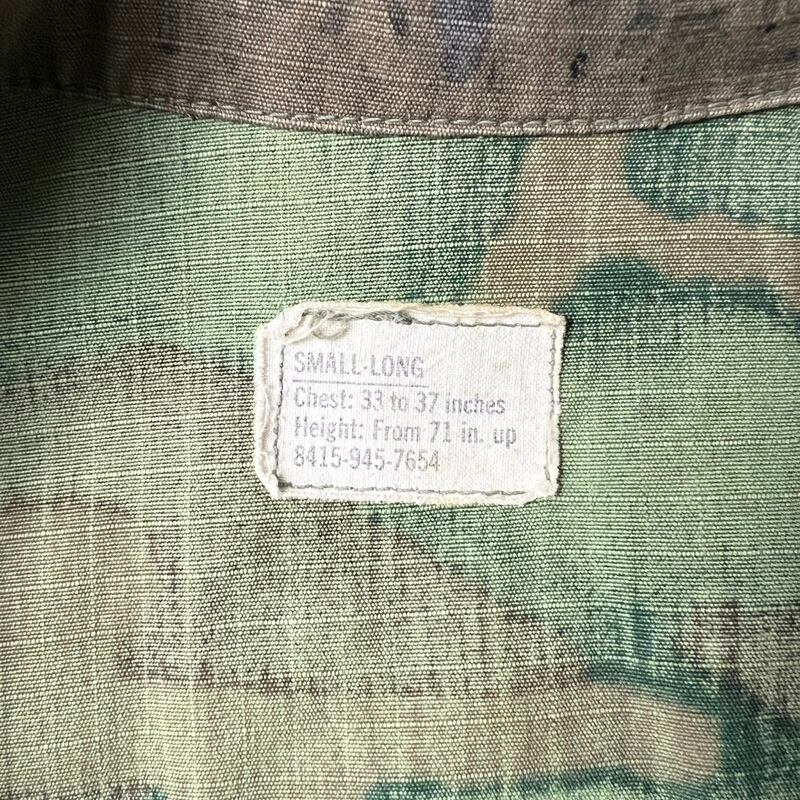 SMALL-LONG
Chest: 33 to 37 inches
Height: From 71 in. up
8415-945-7654